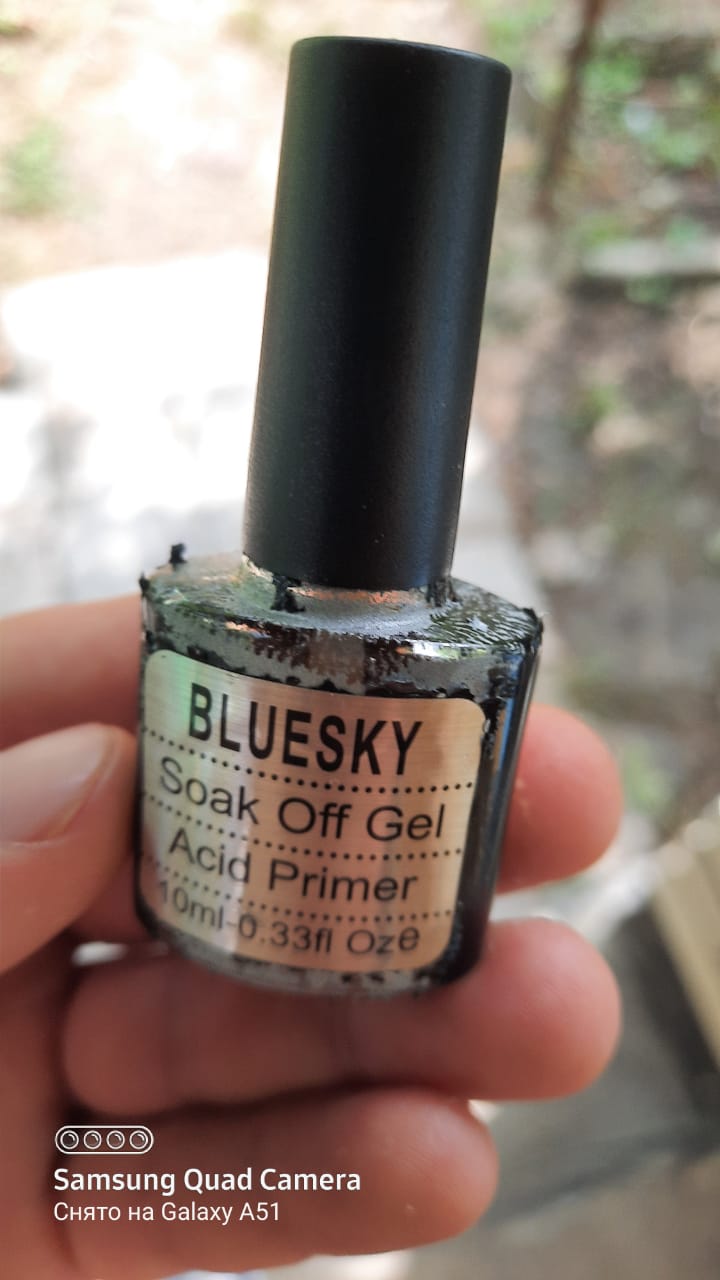 BLUESKY
Soak Off Gel
Acid Primer
10ml-0.33fl Oze
Samsung Quad Camera
Снято на Galaxy A51